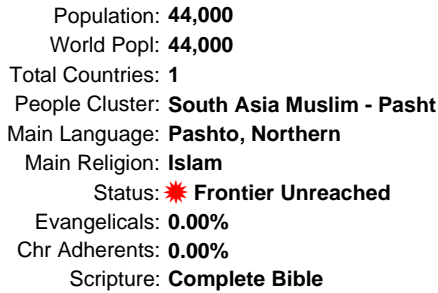 Population: 44,000
World Popl: 44,000
Total Countries: 1
People Cluster: South Asia Muslim - Pasht
Main Language: Pashto, Northern
Main Religion: Islam
Status: Frontier Unreached
Evangelicals: 0.00%
Chr Adherents: 0.00%
Scripture: Complete Bible